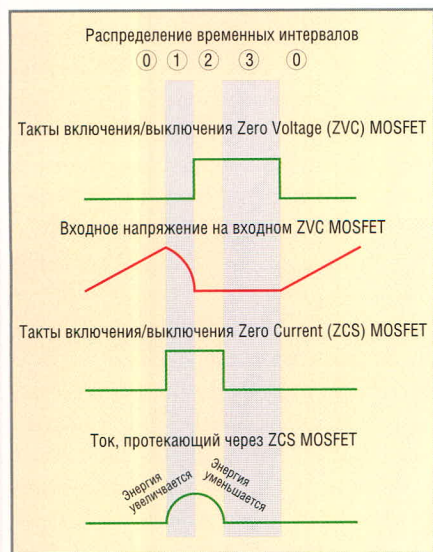 Распределение временных интервалов
0 1 2 3 0
Такты включения/выключения Zero Voltage (ZVC) MOSFET
Входное напряжение на входном ZVC MOSFET
Такты включения/выключения Zero Current (ZCS) MOSFET
Ток, протекающий через ZCS MOSFET
Энергия
увеличивается
Энергия
уменьшается